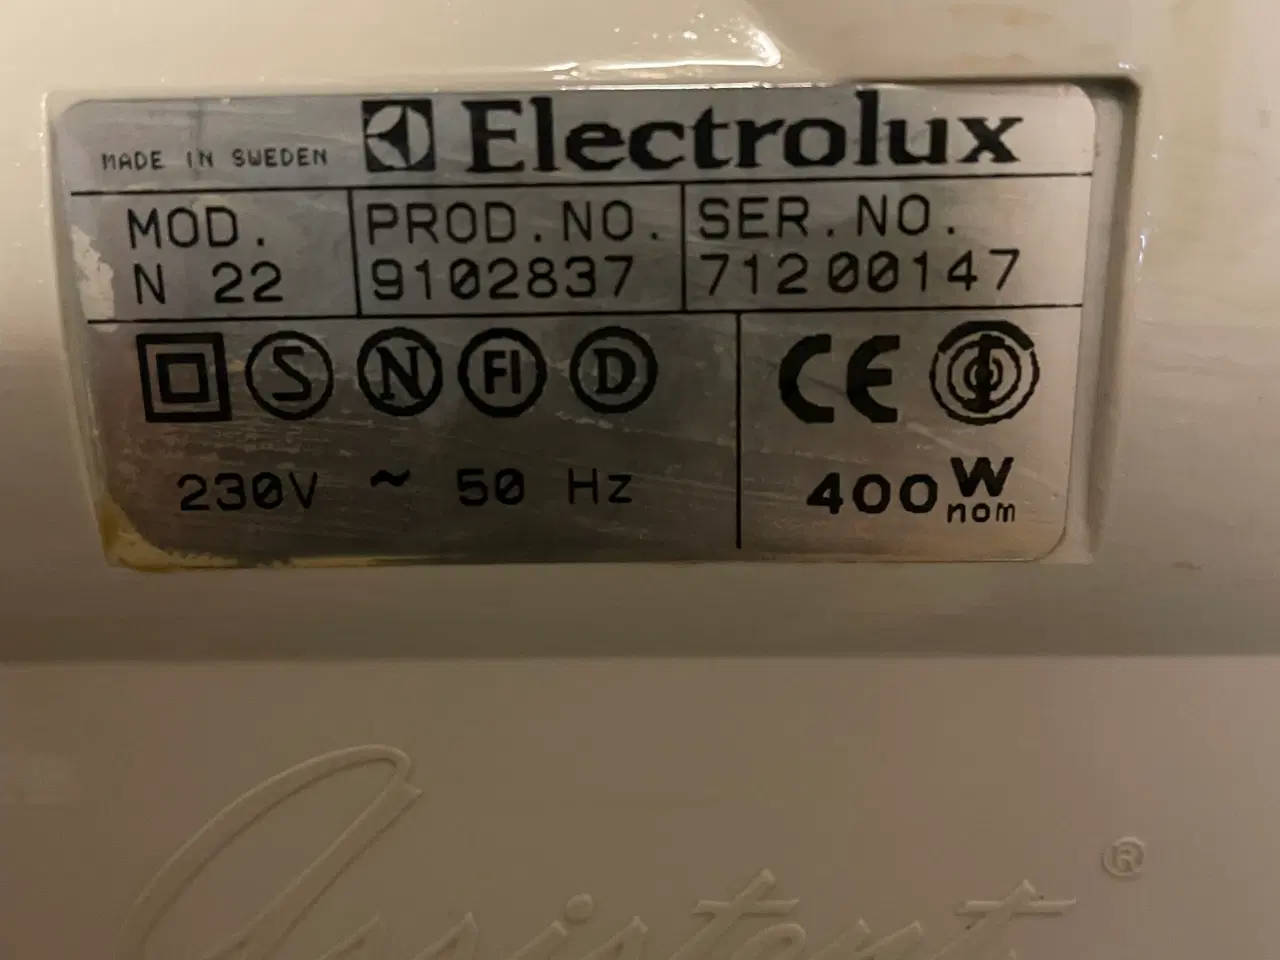 MADE IN SWEDEN Electrolux
MOD. PROD.NO. SER.NO.
N 22 9102837 71200147
S N FI D CE
230V ~ 50 Hz 400 W nom
Assistent ®